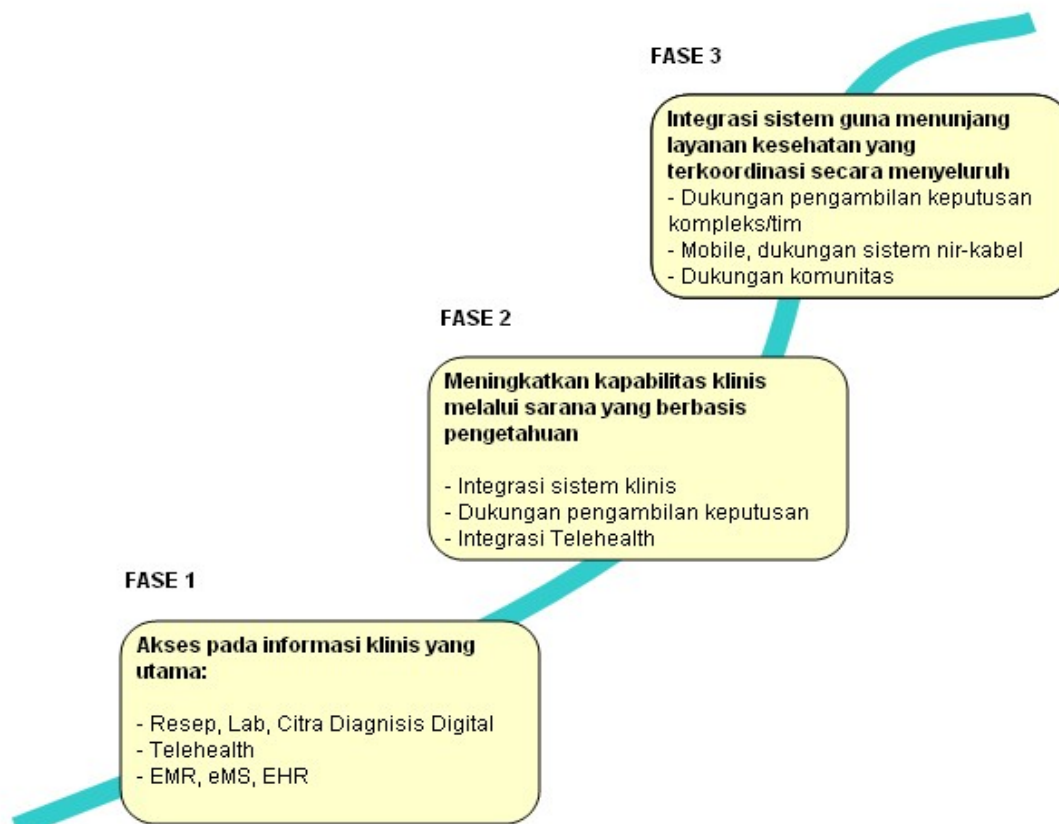 FASE 3
Integrasi sistem guna menunjang
layanan kesehatan yang
terkoordinasi secara menyeluruh
- Dukungan pengambilan keputusan
kompleks/tim
- Mobile, dukungan sistem nir-kabel
- Dukungan komunitas
FASE 2
Meningkatkan kapabilitas klinis
melalui sarana yang berbasis
pengetahuan
- Integrasi sistem klinis
- Dukungan pengambilan keputusan
- Integrasi Telehealth
FASE 1
Akses pada informasi klinis yang
utama:
- Resep, Lab, Citra Diagnisis Digital
- Telehealth
- EMR, eMS, EHR